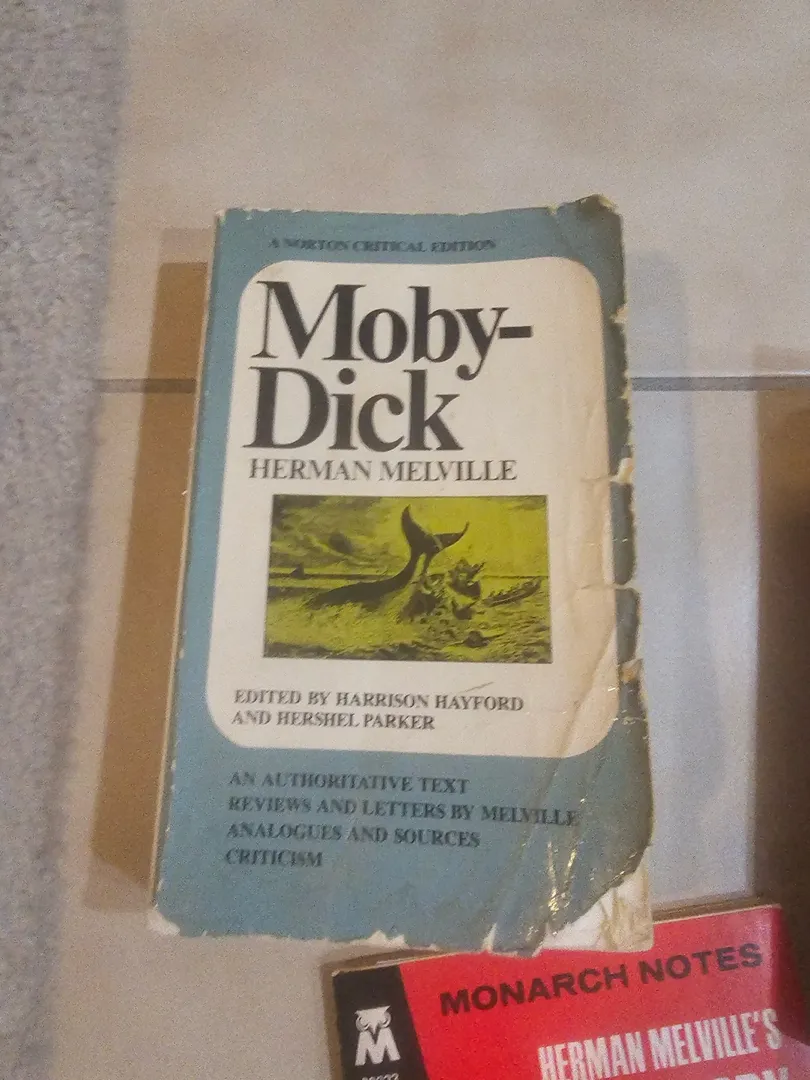 A NORTON CRITICAL EDITION
Moby-
Dick
HERMAN MELVILLE
EDITED BY HARRISON HAYFORD
AND HERSHEL PARKER
AN AUTHORITATIVE TEXT
REVIEWS AND LETTERS BY MELVILLE
ANALOGUES AND SOURCES
CRITICISM
MONARCH NOTES
M
HERMAN MELVILLE'S